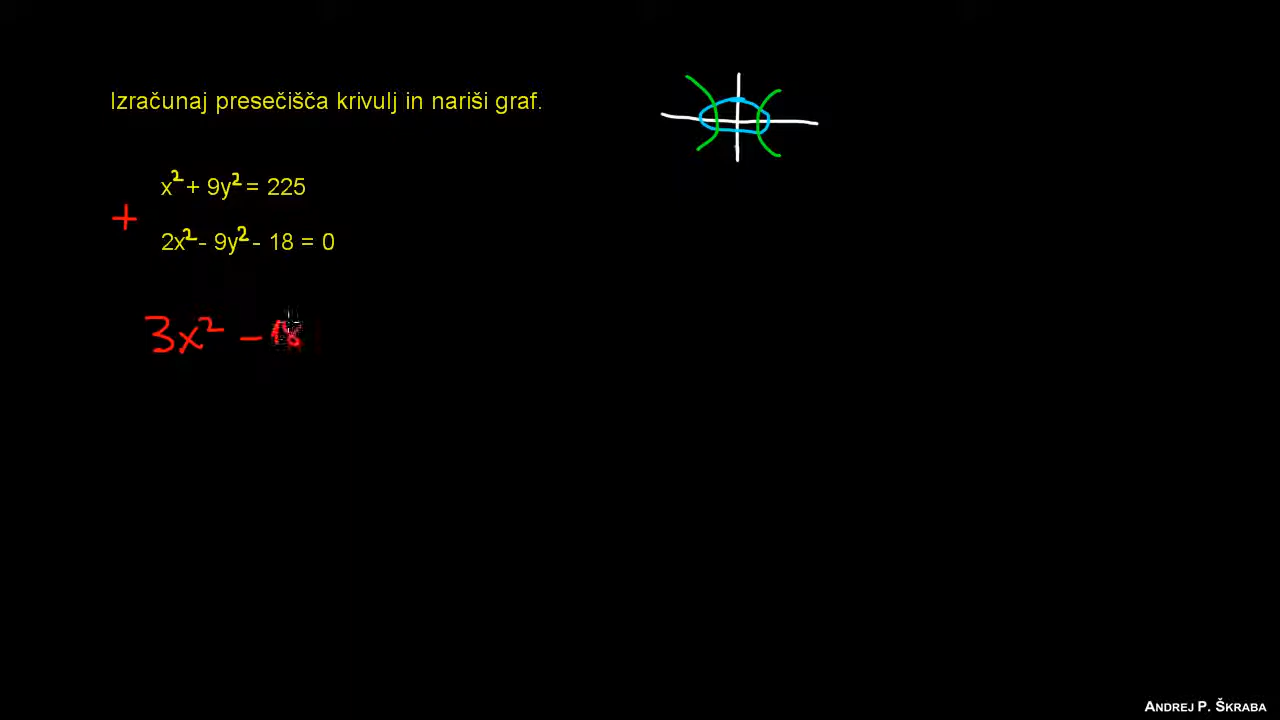 Izračunaj presečišča krivulj in nariši graf.
x² + 9y² = 225
+
2x² - 9y² - 18 = 0
3x² -
ANDREJ P. ŠKRABA